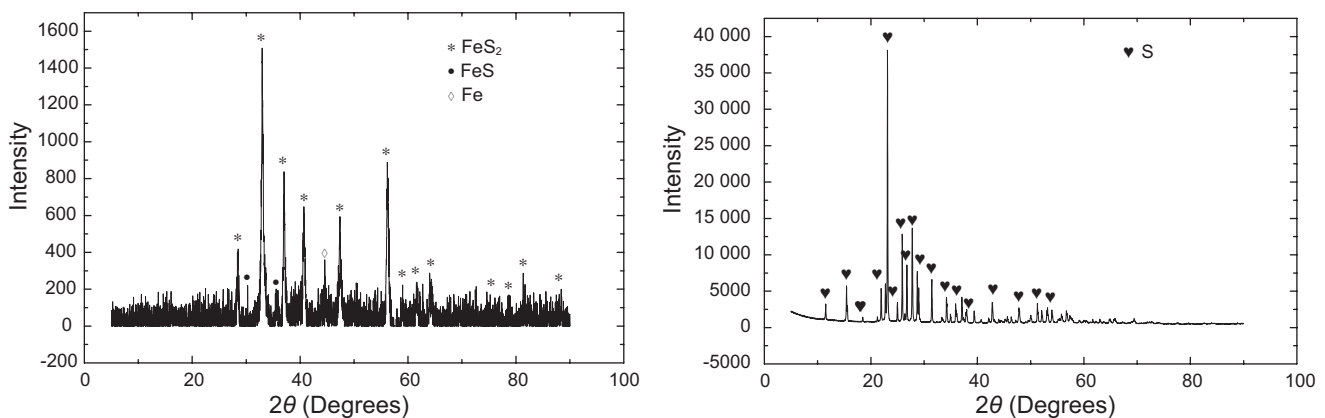 1600
1400
1200
1000
800
600
400
200
0
-200
Intensity
0 20 40 60 80 100
2θ (Degrees)
* FeS₂
• FeS
◊ Fe
40 000
35 000
30 000
25 000
20 000
15 000
10 000
5000
0
-5000
Intensity
0 20 40 60 80 100
2θ (Degrees)
♥ S